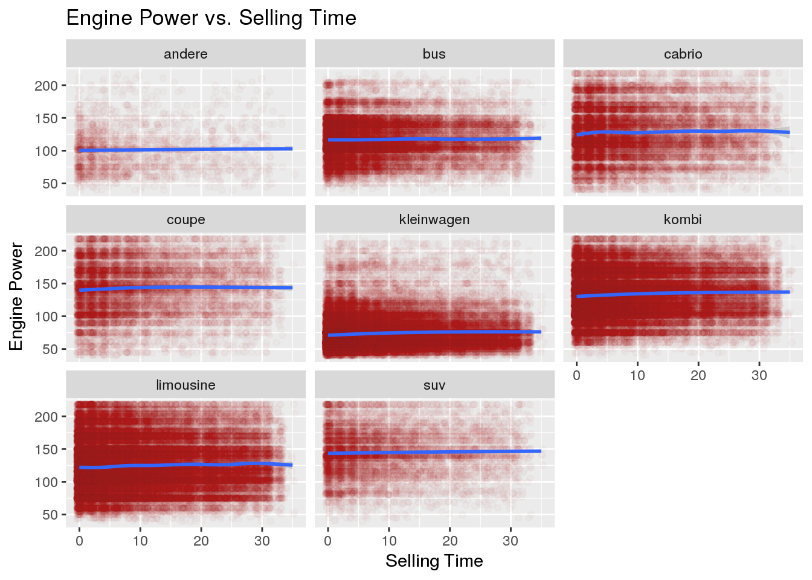 Engine Power vs. Selling Time
andere
bus
cabrio
200
150
100
50
coupe
kleinwagen
kombi
200
150
100
50
Engine Power
0
10
20
30
limousine
suv
200
150
100
50
0
10
20
30
0
10
20
30
Selling Time